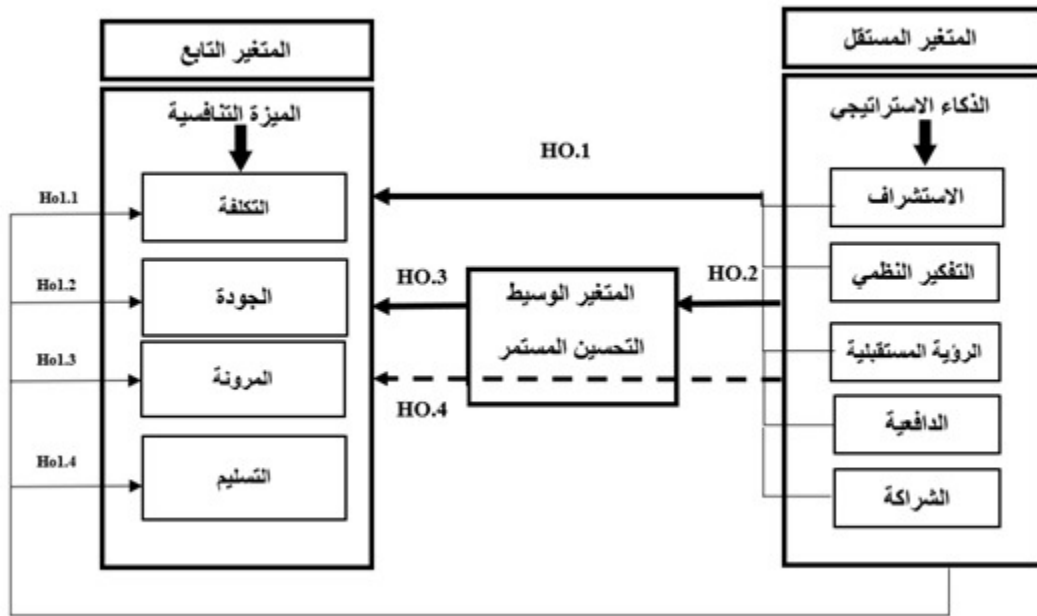 المتغير المستقل
الذكاء الاستراتيجي
الاستشراف
التفكير النظمي
الرؤية المستقبلية
الدافعية
الشراكة
HO.1
HO.2
المتغير الوسيط
التحسين المستمر
HO.3
HO.4
المتغير التابع
الميزة التنافسية
التكلفة
الجودة
المرونة
التسليم
Ho1.1
Ho1.2
Ho1.3
Ho1.4